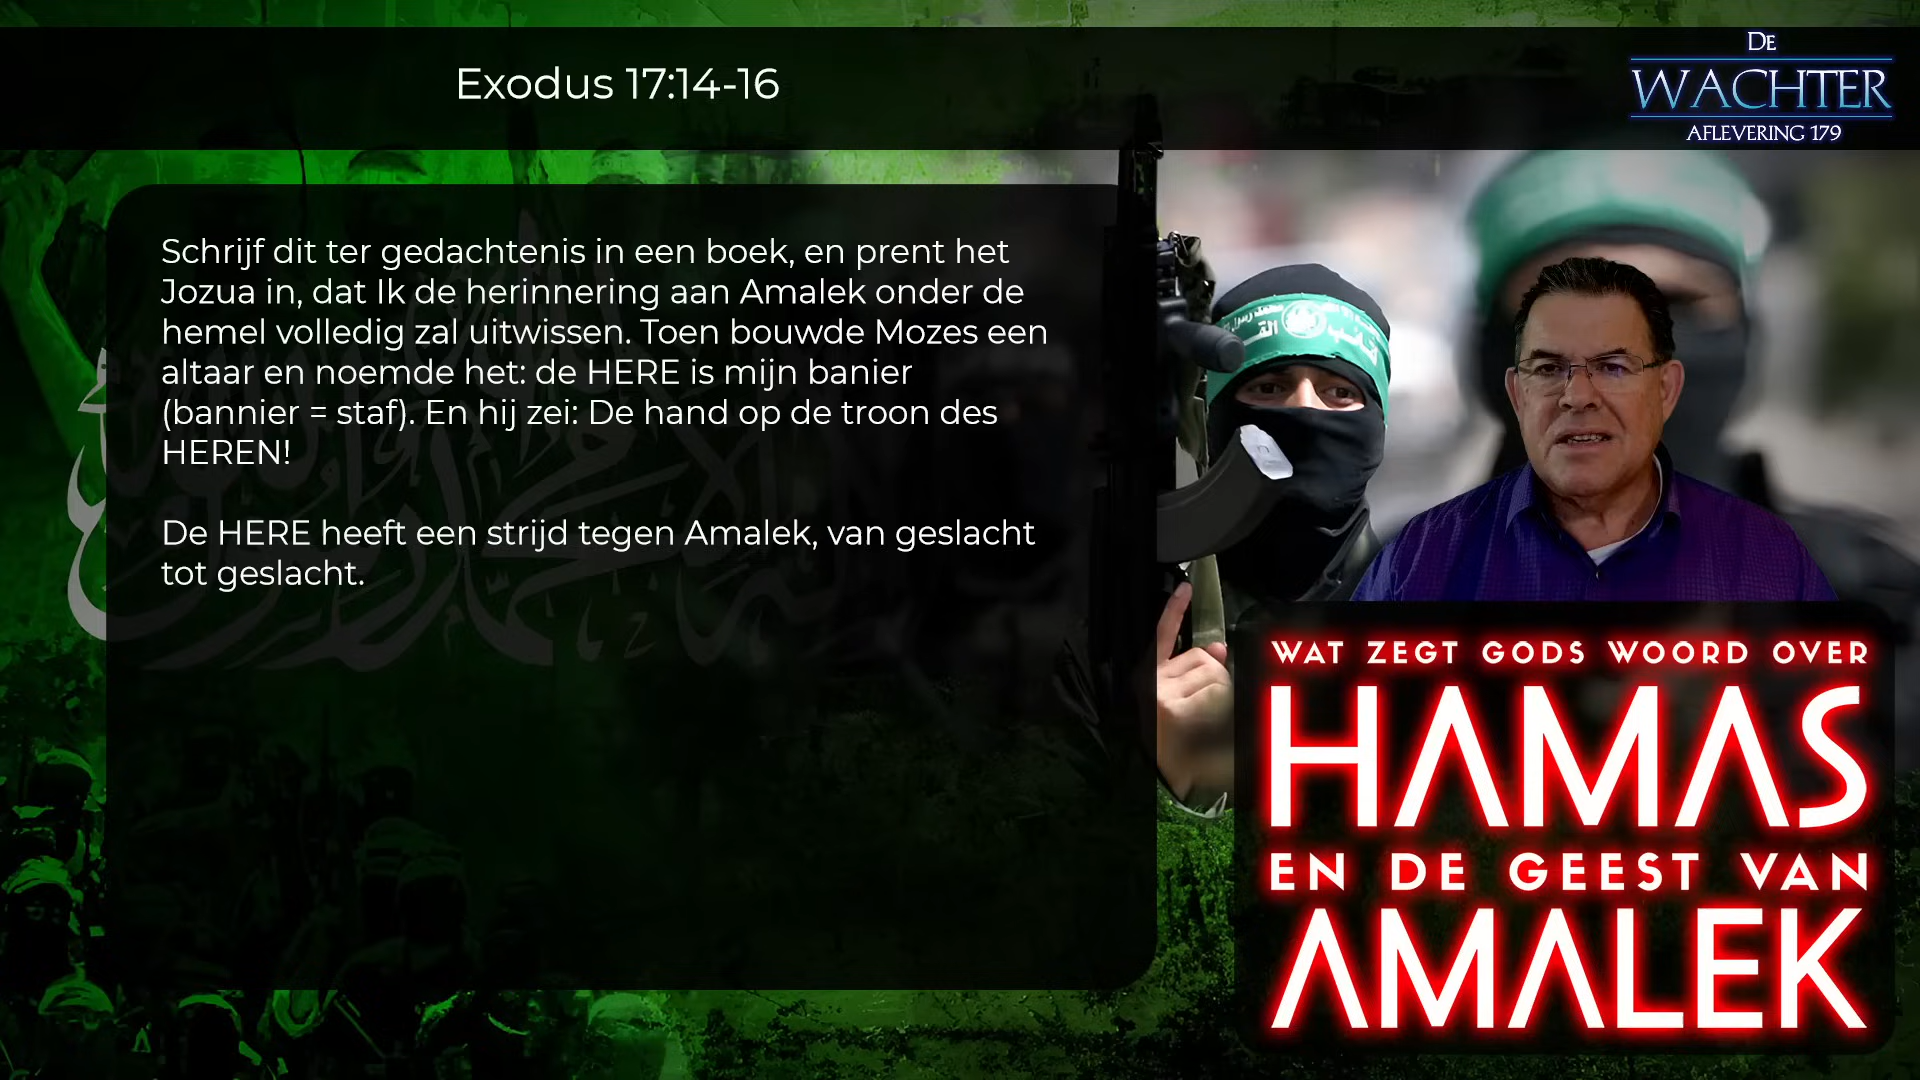 Exodus 17:14-16
DE
WACHTER
AFLEVERING 179
Schrijf dit ter gedachtenis in een boek, en prent het
Jozua in, dat Ik de herinnering aan Amalek onder de
hemel volledig zal uitwissen. Toen bouwde Mozes een
altaar en noemde het: de HERE is mijn banier
(bannier = staf). En hij zei: De hand op de troon des
HEREN!
De HERE heeft een strijd tegen Amalek, van geslacht
tot geslacht.
WAT ZEGT GODS WOORD OVER
HAMAS
EN DE GEEST VAN
AMALEK